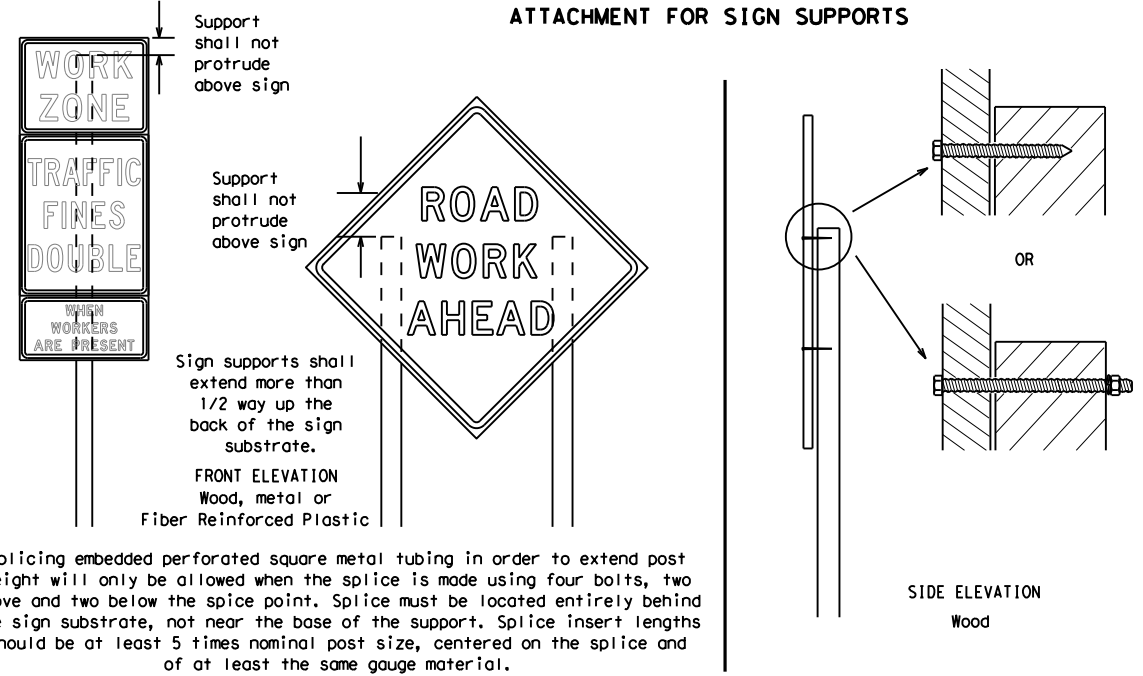 ATTACHMENT FOR SIGN SUPPORTS
Support
shall not
protrude
above sign
WORK
ZONE
TRAFFIC
FINES
DOUBLE
WHEN
WORKERS
ARE PRESENT
Support
shall not
protrude
above sign
ROAD
WORK
AHEAD
Sign supports shall
extend more than
1/2 way up the
back of the sign
substrate.
FRONT ELEVATION
Wood, metal or
Fiber Reinforced Plastic
plicing embedded perforated square metal tubing in order to extend post
eight will only be allowed when the splice is made using four bolts, two
ove and two below the spice point. Splice must be located entirely behind
e sign substrate, not near the base of the support. Splice insert lengths
hould be at least 5 times nominal post size, centered on the splice and
of at least the same gauge material.
OR
SIDE ELEVATION
Wood